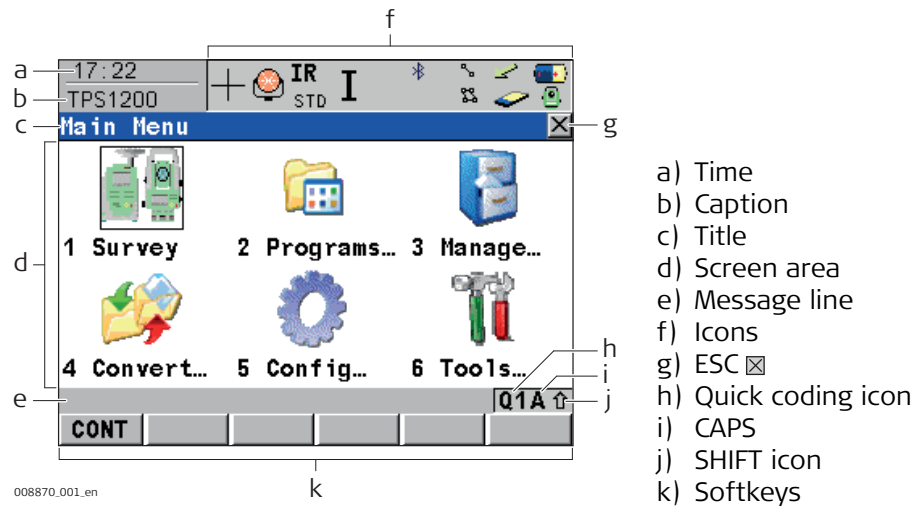 f
a 17:22
IR
b TPS1200
STD I
c Main Menu g
1 Survey 2 Programs… 3 Manage…
d
4 Convert… 5 Config… 6 Tools…
h
i
e Q1A j
CONT
k
008870_001_en
a) Time
b) Caption
c) Title
d) Screen area
e) Message line
f) Icons
g) ESC
h) Quick coding icon
i) CAPS
j) SHIFT icon
k) Softkeys